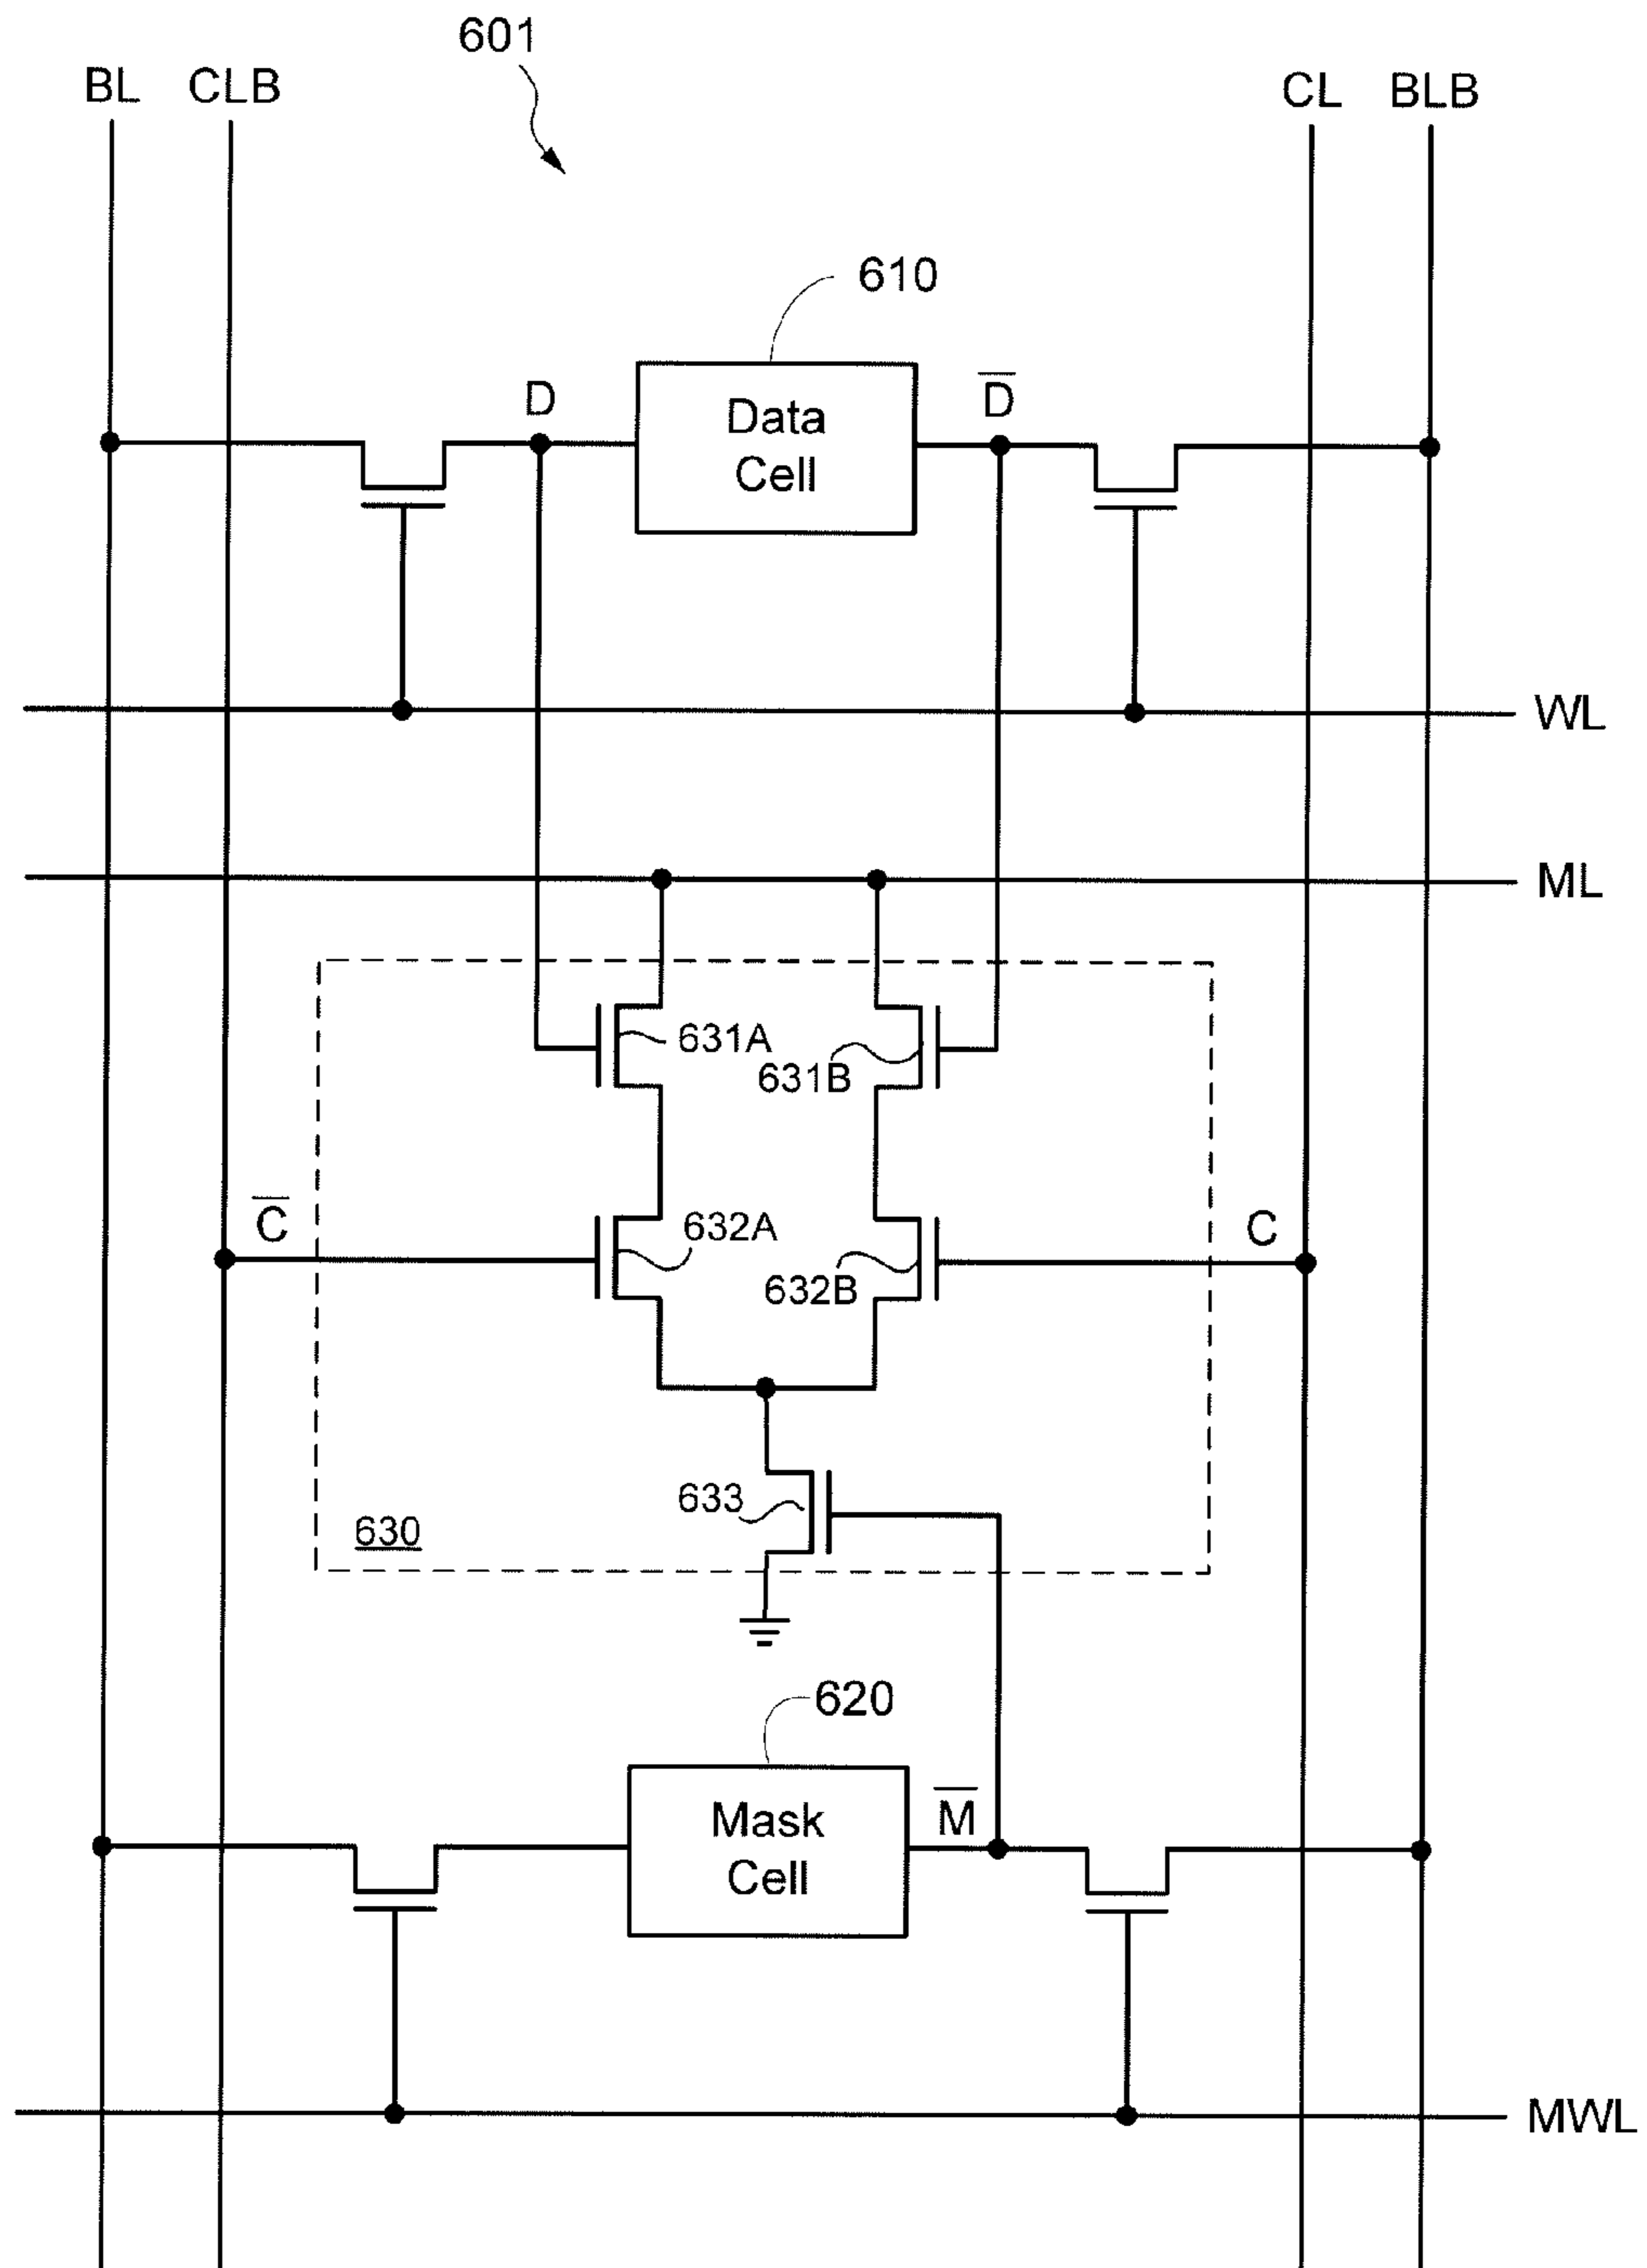 601
BL CLB CL BLB
610
D
D̅
Data
Cell
WL
ML
631A
631B
C̅
632A
632B
C
633
630
620
Mask
Cell
M̅
MWL